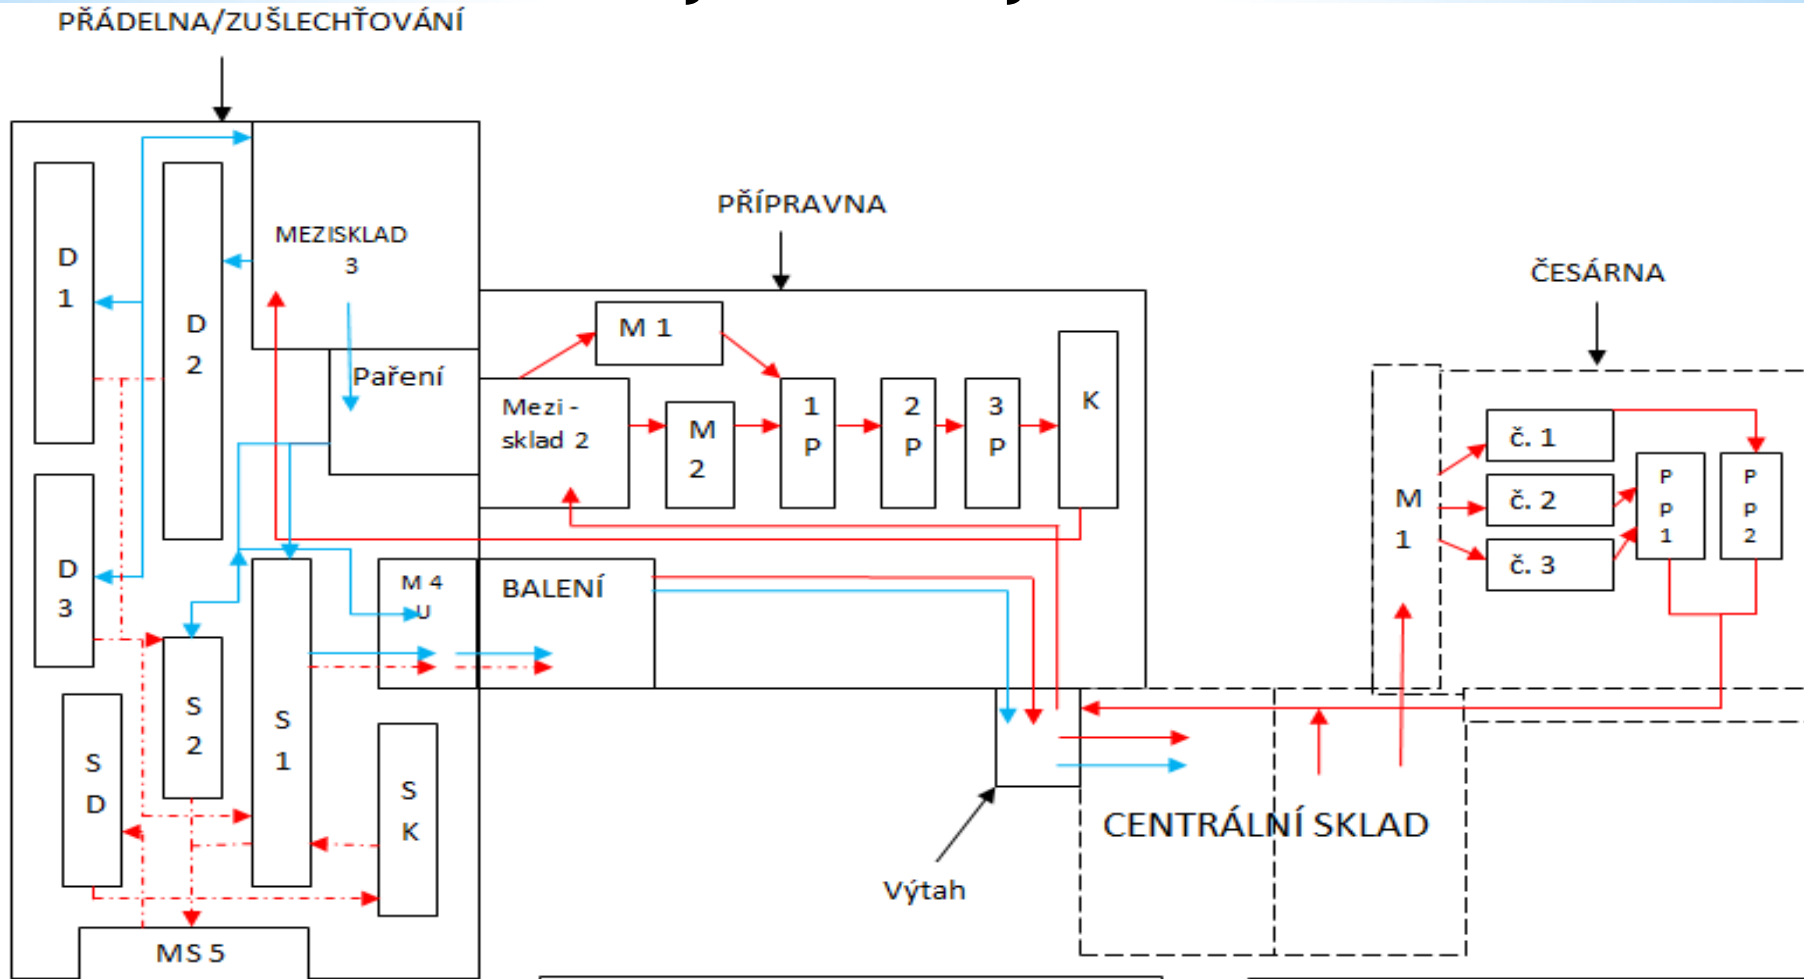 PŘÁDELNA/ZUŠLECHŤOVÁNÍ
D
1
D
2
D
3
MEZISKLAD
3
Paření
S
2
S
1
S
D
S
K
MS 5
M 4
U
BALENÍ
PŘÍPRAVNA
M 1
Mezi -
sklad 2
M
2
1
P
2
P
3
P
K
Výtah
CENTRÁLNÍ SKLAD
ČESÁRNA
M
1
č. 1
č. 2
č. 3
P
P
1
P
P
2